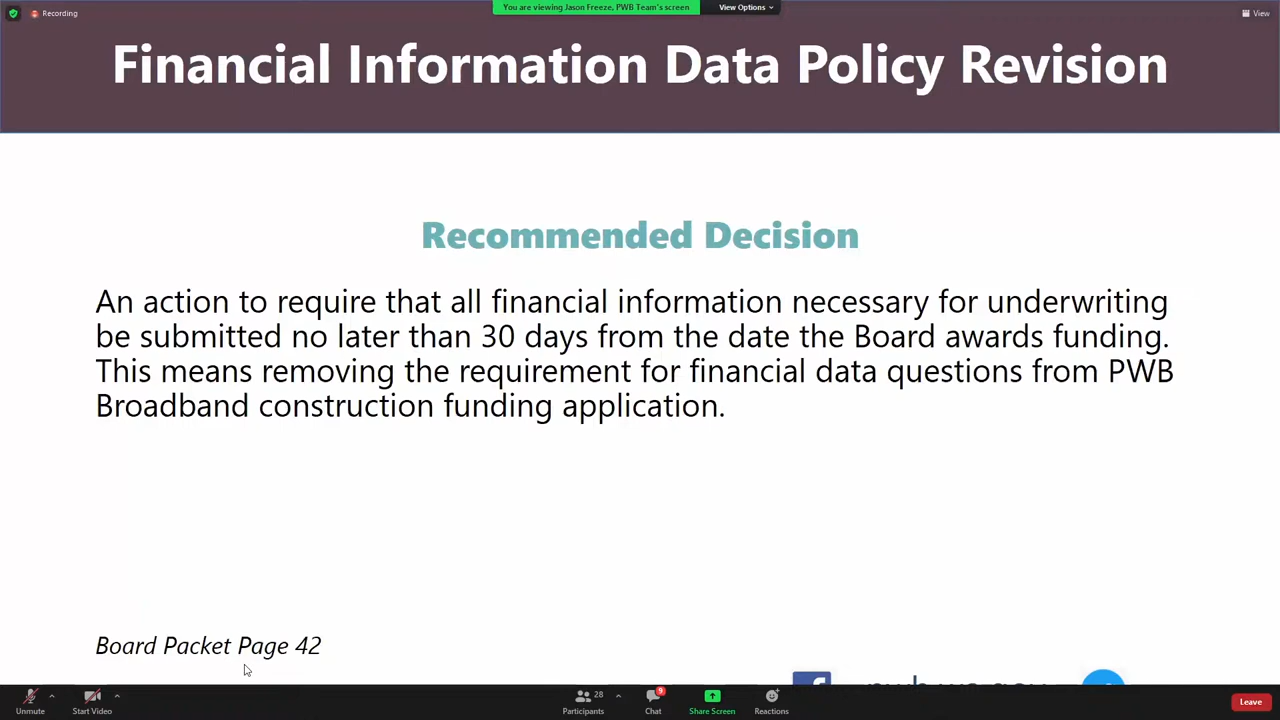 Recording
You are viewing Jason Freeze, PWB Team's screen
View Options
View
Financial Information Data Policy Revision
Recommended Decision
An action to require that all financial information necessary for underwriting
be submitted no later than 30 days from the date the Board awards funding.
This means removing the requirement for financial data questions from PWB
Broadband construction funding application.
Board Packet Page 42
Unmute
Start Video
28
Participants
9
Chat
Share Screen
Reactions
Leave